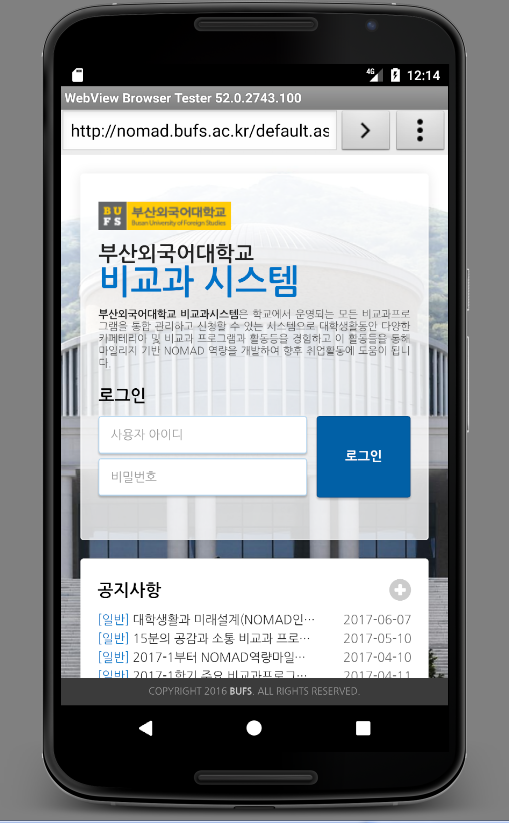 4G 12:14
WebView Browser Tester 52.0.2743.100
http://nomad.bufs.ac.kr/default.as
BU FS 부산외국어대학교
Busan University of Foreign Studies
부산외국어대학교
비교과 시스템
부산외국어대학교 비교과시스템은 학교에서 운영되는 모든 비교과프로
그램을 통합 관리하고 신청할 수 있는 시스템으로 대학생활동안 다양한
카페테리아 및 비교과 프로그램과 활동등을 경험하고 이 활동들을 통해
마일리지 기반 NOMAD 역량을 개발하여 향후 취업활동에 도움이 됩니
다.
로그인
사용자 아이디
비밀번호
로그인
공지사항
[일반] 대학생활과 미래설계(NOMAD인… 2017-06-07
[일반] 15분의 공감과 소통 비교과 프로… 2017-05-10
[일반] 2017-1부터 NOMAD역량마일… 2017-04-10
[일반] 2017-1학기 주요 비교과프로그… 2017-04-11
COPYRIGHT 2016 BUFS. ALL RIGHTS RESERVED.